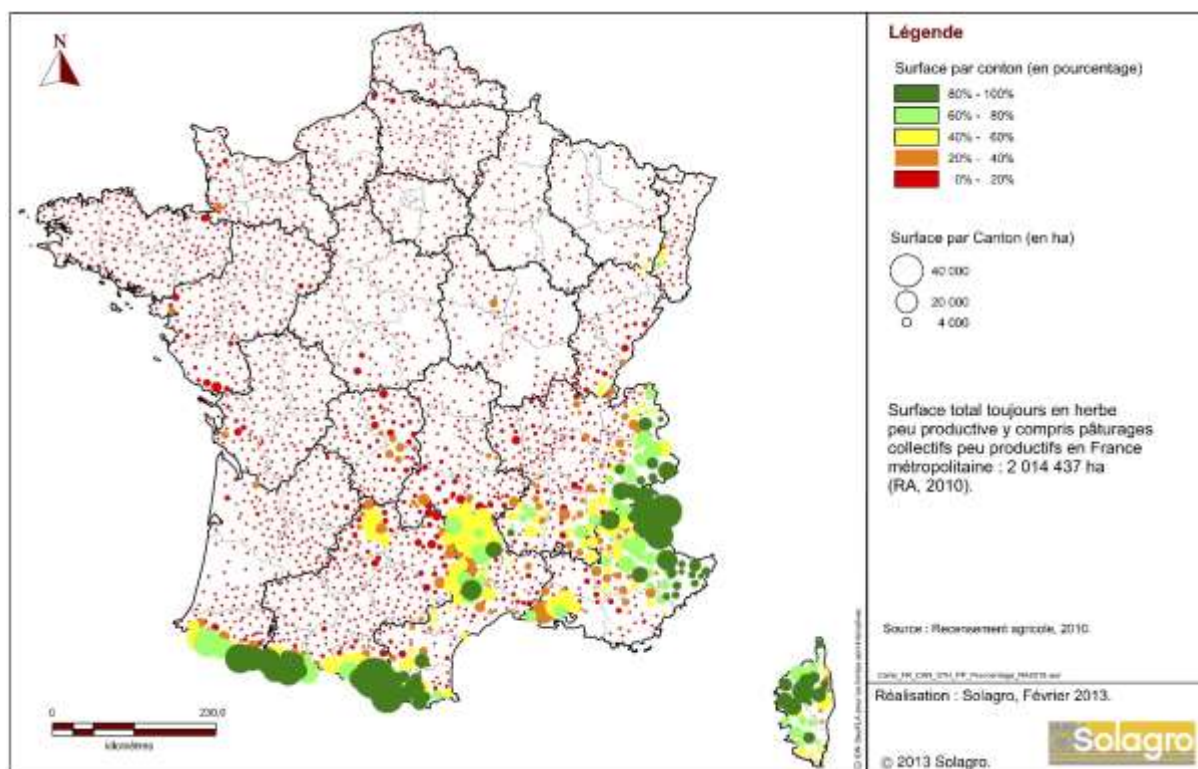 N
Légende
Surface par conton (en pourcentage)
80% - 100%
60% - 80%
40% - 60%
20% - 40%
0% - 20%
Surface par Canton (en ha)
40 000
20 000
4 000
Surface total toujours en herbe
peu productive y compris pâturages
collectifs peu productifs en France
métropolitaine : 2 014 437 ha
(RA, 2010).
Source : Recensement agricole, 2010.
Réalisation : Solagro, Février 2013.
Solagro
© 2013 Solagro.
0
230,0
kilomètres